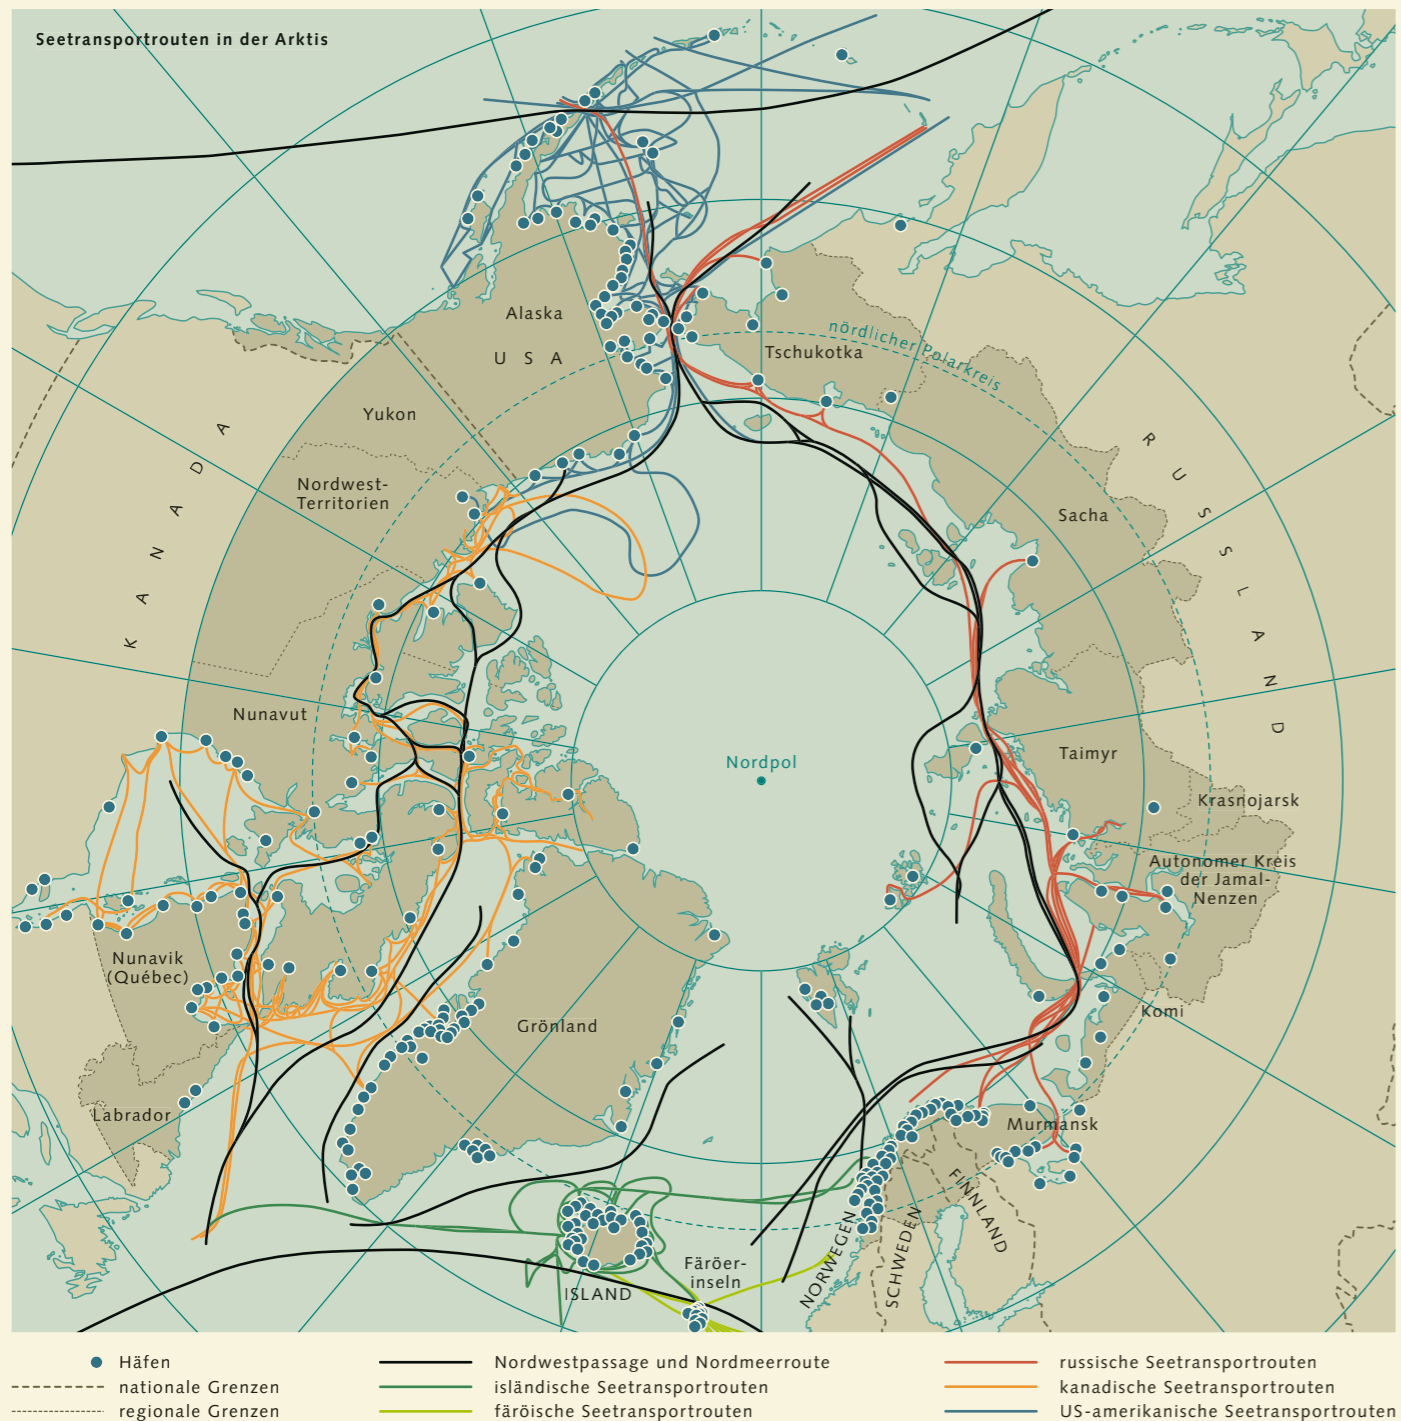 Seetransportrouten in der Arktis
Alaska
U S A
nördlicher Polarkreis
Tschukotka
Yukon
KANADA
RUSSLAND
Nordwest-
Territorien
Sacha
Nunavut
Nordpol
Taimyr
Krasnojarsk
Autonomer Kreis
der Jamal-
Nenzen
Nunavik
(Québec)
Grönland
Komi
Labrador
Murmansk
FINNLAND
NORWEGEN
SCHWEDEN
Färöer-
inseln
ISLAND
Häfen
nationale Grenzen
regionale Grenzen
Nordwestpassage und Nordmeerroute
isländische Seetransportrouten
färöische Seetransportrouten
russische Seetransportrouten
kanadische Seetransportrouten
US-amerikanische Seetransportrouten